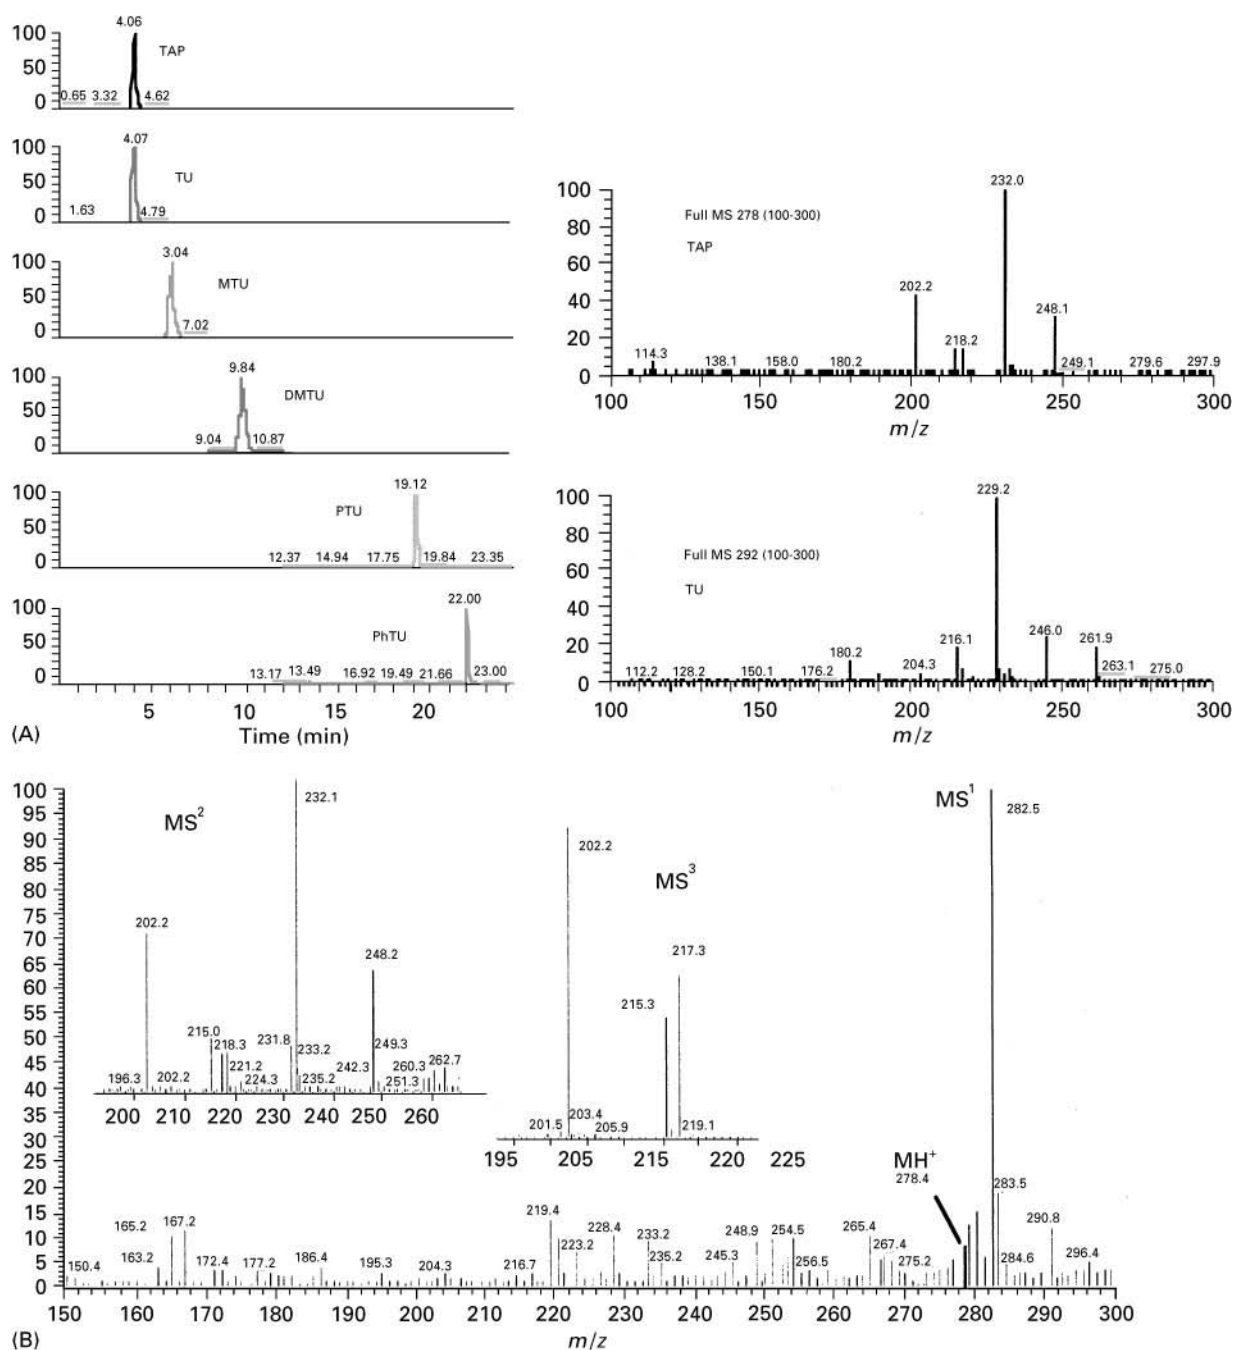 4.06
100
TAP
50
0.65 3.32 4.62
0
4.07
100
TU
50
1.63 4.79
0
3.04
100
MTU
50
7.02
0
9.84
100
DMTU
50
9.04 10.87
0
19.12
100
PTU
50
12.37 14.94 17.75 19.84 23.35
0
22.00
100
PhTU
50
13.17 13.49 16.92 19.49 21.66 23.00
0
5 10 15 20
(A) Time (min)
232.0
100
Full MS 278 (100-300)
80
TAP
60
202.2
40
248.1
218.2
20
114.3 138.1 158.0 180.2 249.1 279.6 297.9
0
100 150 200 250 300
m/z
229.2
100
80
Full MS 292 (100-300)
60
TU
40
246.0 261.9
216.1
20
180.2
112.2 128.2 150.1 176.2 204.3 263.1 275.0
0
100 150 200 250 300
m/z
100
95
90
85
80
75
70
65
60
55
50
45
40
35
30
25
20
15
10
5
0
MS2
232.1
202.2
248.2
215.0 218.3 231.8 249.3
221.2 233.2 242.3 260.3 262.7
196.3 202.2 224.3 235.2 251.3
200 210 220 230 240 250 260
MS3
202.2
217.3
215.3
201.5 203.4 205.9 219.1
195 205 215 220 225
MS1
282.5
MH+
278.4
283.5
290.8
165.2 167.2 219.4 228.4 233.2 248.9 254.5 265.4
150.4 163.2 172.4 177.2 186.4 195.3 204.3 216.7 223.2 235.2 245.3 256.5 267.4 275.2 284.6 296.4
150 160 170 180 190 200 210 220 230 240 250 260 270 280 290 300
(B) m/z